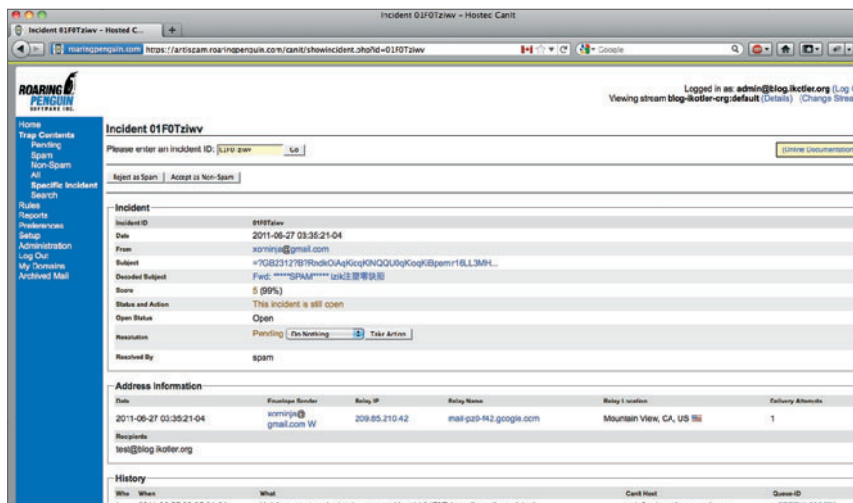 Incident 01F0Tziwv – Hosted CanIt
Incident 01F0Tziwv – Hosted C...
roaringpenguin.com https://artiscam.roaringpenguin.com/canit/showincident.php?id=01F0Tziwv
Google
ROARING PENGUIN SOFTWARE INC.
Logged in as: admin@blog.ikotler.org (Log
Viewing stream blog-ikotler-org:default (Details) (Change Strea
Home
Trap Contents
Pending
Spam
Non-Spam
All
Specific Incident
Search
Rules
Reports
Preferences
Setup
Administration
Log Out
My Domains
Archived Mail
Incident 01F0Tziwv
Please enter an incident ID: 01F0Tziwv Go
(Online Documentation
Reject as Spam Accept as Non-Spam
Incident
Incident ID 01F0Tziwv
Date 2011-06-27 03:35:21-04
From xorninja@gmail.com
Subject
Decoded Subject Fwd: *****SPAM***** izik
Score 5 (99%)
Status and Action This incident is still open
Open Status Open
Resolution Pending Do Nothing Take Action
Resolved By spam
Address Information
Date Envelope Sender Relay IP Relay Name Relay Location Delivery Attempts
2011-06-27 03:35:21-04 xorninja@gmail.com W 209.85.210.42 mail-pz0-f42.google.com Mountain View, CA, US 1
Recipients
test@blog.ikotler.org
History
Who When What CanIt Host Queue-ID